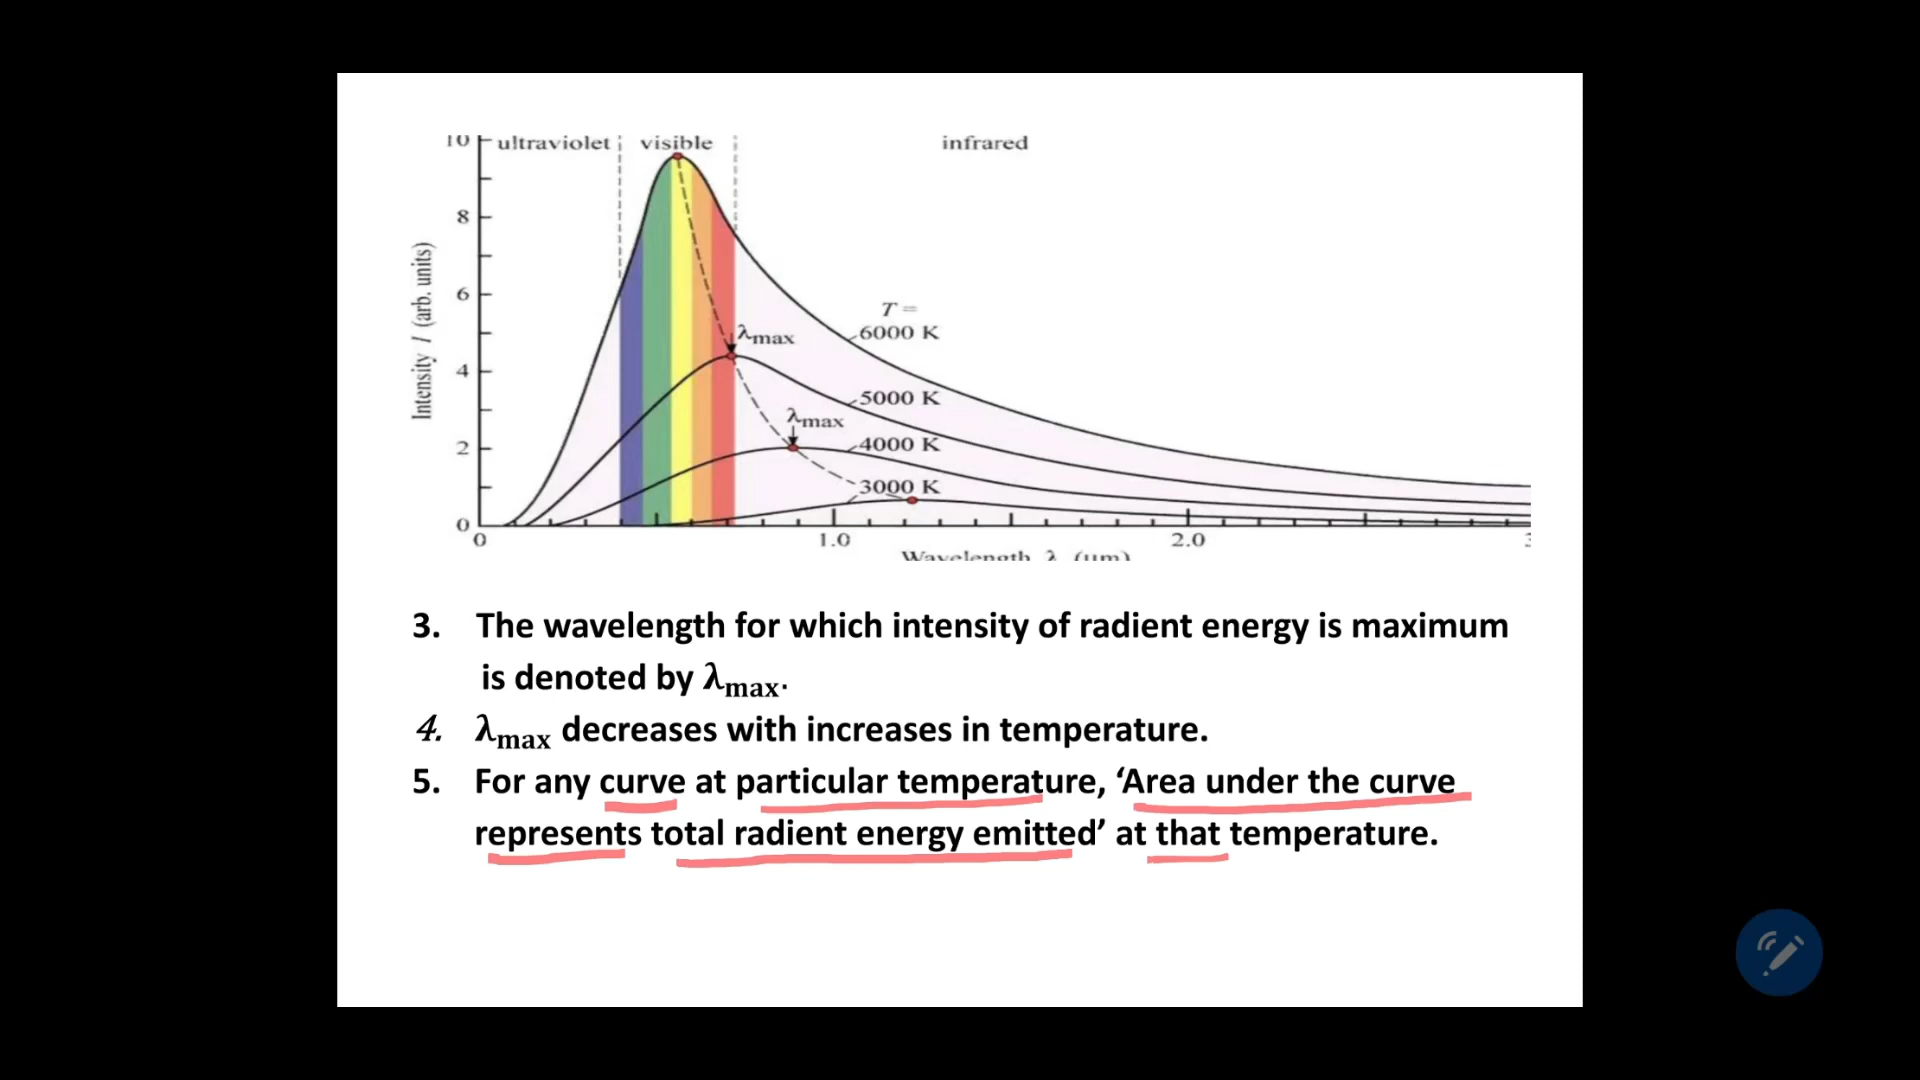 10 ultraviolet visible infrared
8
6
4
2
0
Intensity I (arb. units)
T =
6000 K
λmax
5000 K
λmax
4000 K
3000 K
0 1.0 2.0
Wavelength λ (μm)
3. The wavelength for which intensity of radient energy is maximum
is denoted by λmax.
4. λmax decreases with increases in temperature.
5. For any curve at particular temperature, ‘Area under the curve
represents total radient energy emitted’ at that temperature.